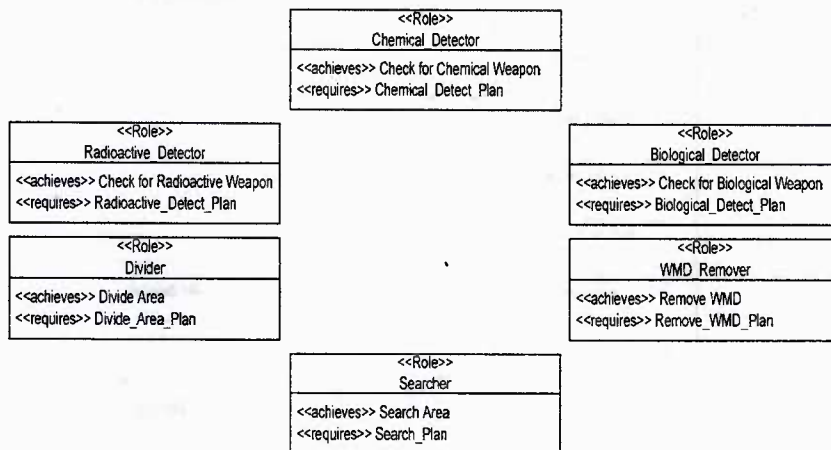 <<Role>>
Chemical_Detector
<<achieves>> Check for Chemical Weapon
<<requires>> Chemical_Detect_Plan
<<Role>>
Radioactive_Detector
<<achieves>> Check for Radioactive Weapon
<<requires>> Radioactive_Detect_Plan
<<Role>>
Biological_Detector
<<achieves>> Check for Biological Weapon
<<requires>> Biological_Detect_Plan
<<Role>>
Divider
<<achieves>> Divide Area
<<requires>> Divide_Area_Plan
<<Role>>
WMD_Remover
<<achieves>> Remove WMD
<<requires>> Remove_WMD_Plan
<<Role>>
Searcher
<<achieves>> Search Area
<<requires>> Search_Plan